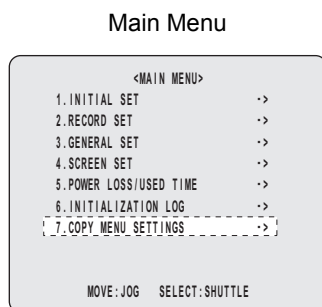 Main Menu
<MAIN MENU>
1.INITIAL SET ->
2.RECORD SET ->
3.GENERAL SET ->
4.SCREEN SET ->
5.POWER LOSS/USED TIME ->
6.INITIALIZATION LOG ->
7.COPY MENU SETTINGS ->
MOVE:JOG SELECT:SHUTTLE